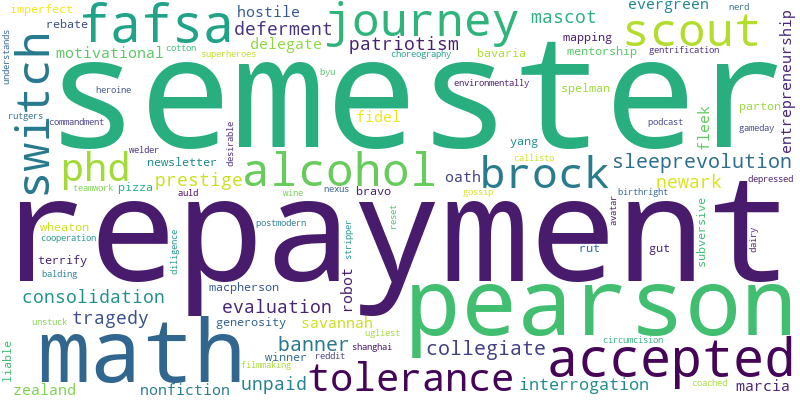 imperfect
fafsa
hostile
journey
mascot
evergreen
nerd
rebate
deferment
scout
understands
motivational
cotton
delegate
patriotism
bavaria
mapping
superheroes
choreography
mentorship
gentrification
entrepreneurship
switch
semester
byu
environmentally
heroine
spelman
parton
rutgers
commandment
fidel
podcast
gameday
fleek
welder
desirable
yang
phd
newsletter
alcohol
callisto
brock
sleeprevolution
teamwork
pizza
prestige
auld
wine
nexus
bravo
oath
gossip
newark
birthright
depressed
repayment
wheaton
cooperation
postmodern
reset
avatar
diligence
stripper
subversive
dairy
terrify
balding
rut
gut
macpherson
robot
pearson
consolidation
evaluation
unstuck
tragedy
generosity
savannah
ugliest
math
winner
reddit
banner
shanghai
collegiate
circumcision
accepted
liable
filmmaking
zealand
nonfiction
unpaid
tolerance
interrogation
coached
marcia